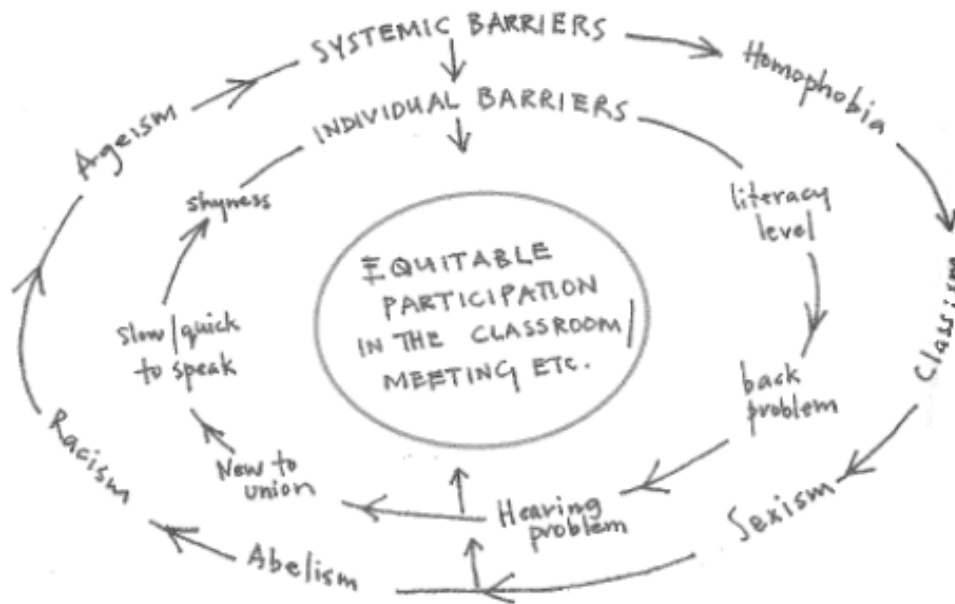 SYSTEMIC BARRIERS
Homophobia
Classism
Sexism
Abelism
Racism
Ageism
INDIVIDUAL BARRIERS
literacy
level
back
problem
Hearing
problem
New to
union
Slow/quick
to speak
shyness
EQUITABLE
PARTICIPATION
IN THE CLASSROOM/
MEETING ETC.